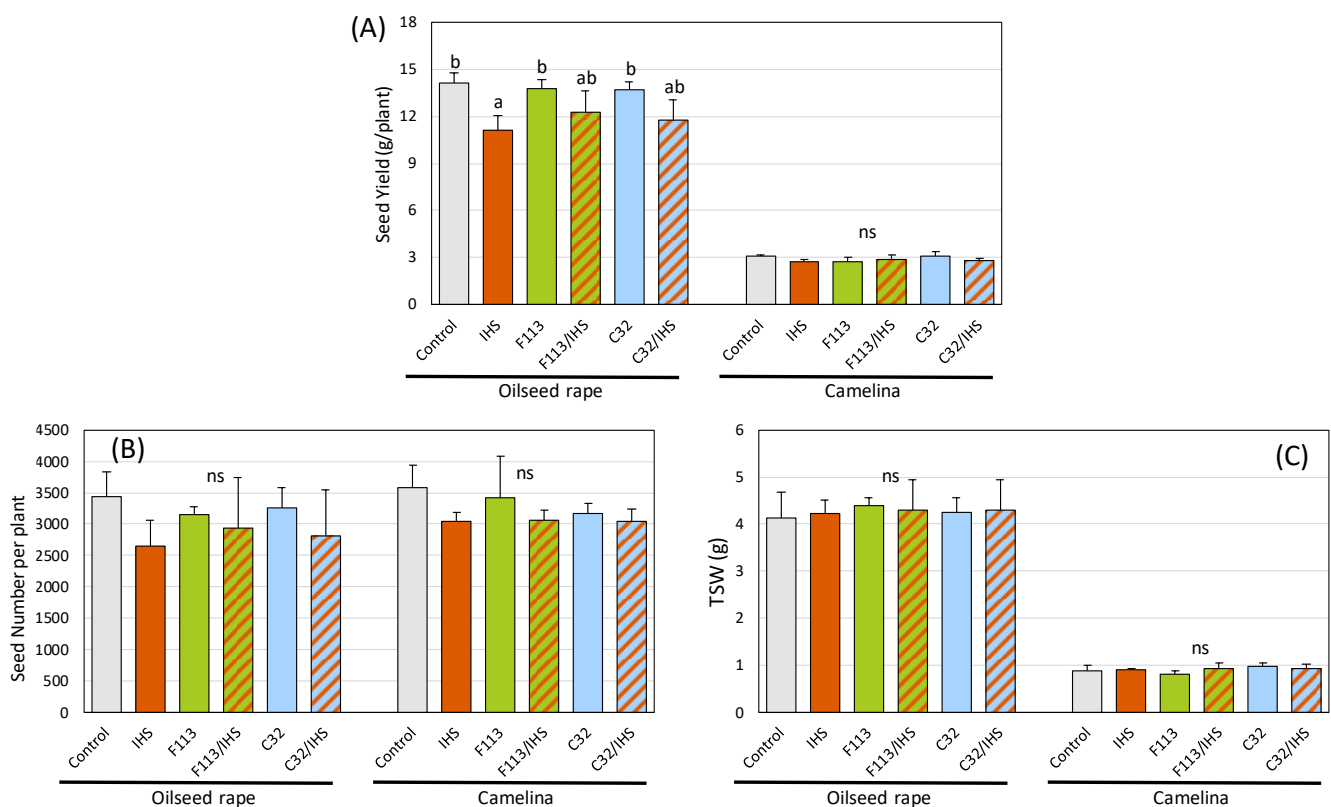 (A)
Seed Yield (g/plant)
18
15
12
9
6
3
0
b
a
b
ab
b
ab
ns
Control
IHS
F113
F113/IHS
C32
C32/IHS
Control
IHS
F113
F113/IHS
C32
C32/IHS
Oilseed rape
Camelina
(B)
Seed Number per plant
4500
4000
3500
3000
2500
2000
1500
1000
500
0
ns
ns
Control
IHS
F113
F113/IHS
C32
C32/IHS
Control
IHS
F113
F113/IHS
C32
C32/IHS
Oilseed rape
Camelina
(C)
TSW (g)
6
5
4
3
2
1
0
ns
ns
Control
IHS
F113
F113/IHS
C32
C32/IHS
Control
IHS
F113
F113/IHS
C32
C32/IHS
Oilseed rape
Camelina